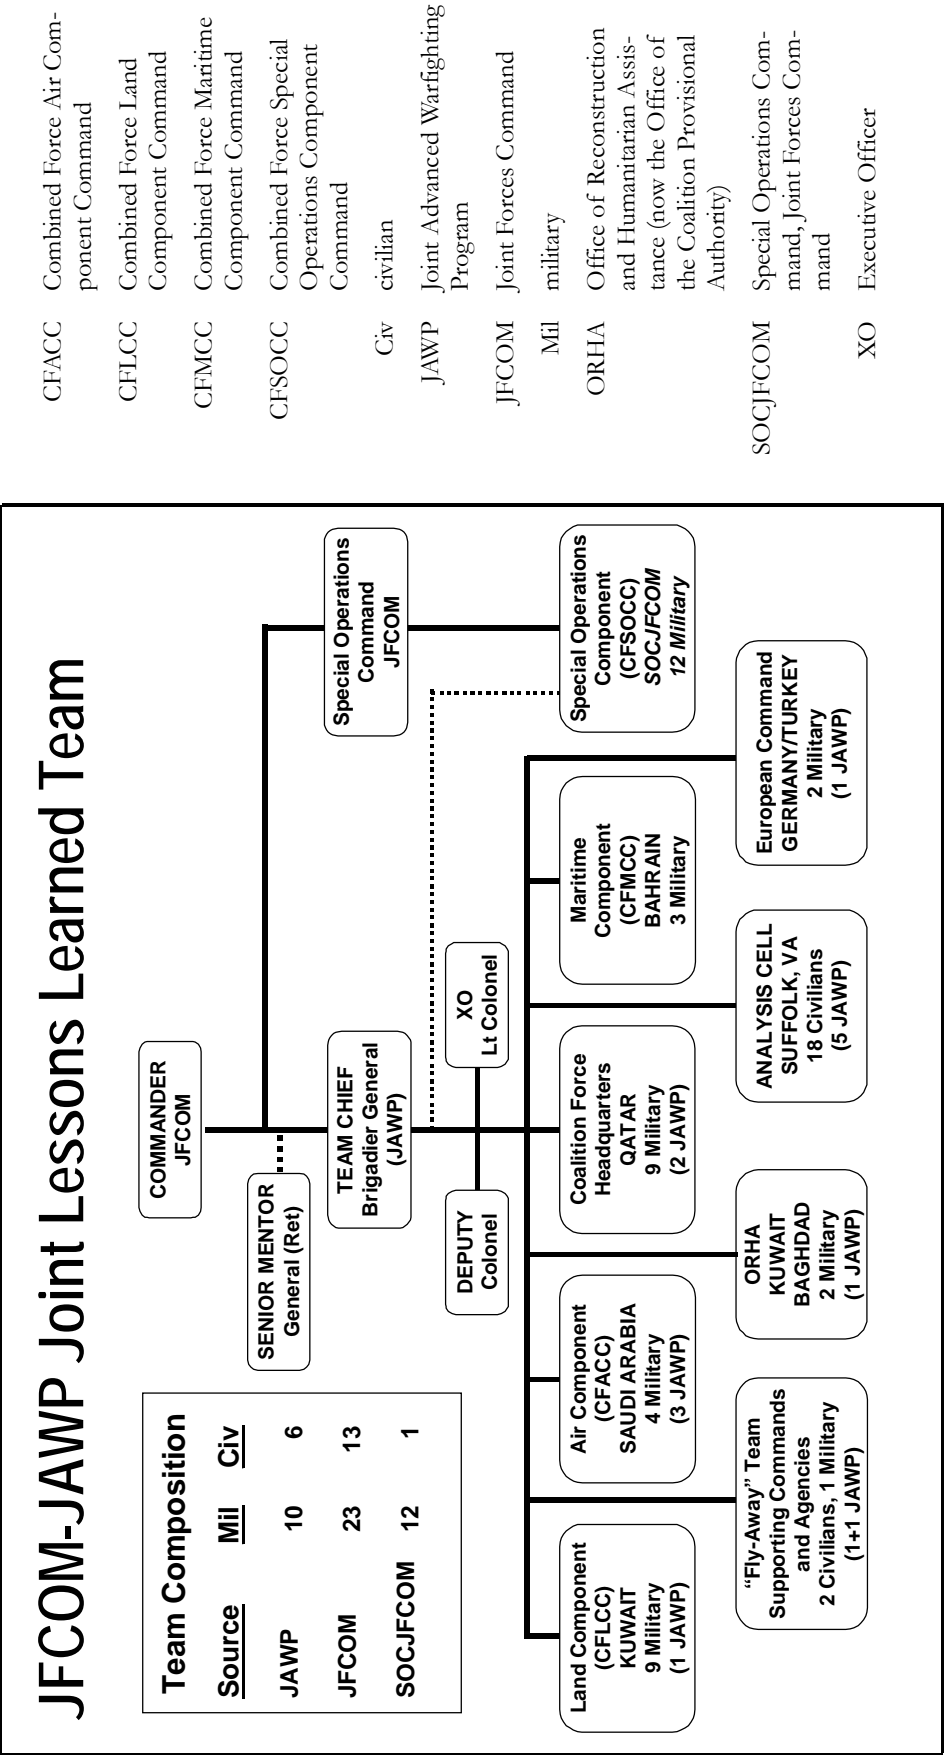 JFCOM-JAWP Joint Lessons Learned Team
COMMANDER
JFCOM
SENIOR MENTOR
General (Ret)
TEAM CHIEF
Brigadier General
(JAWP)
Special Operations
Command
JFCOM
Team Composition
Source Mil Civ
JAWP 10 6
JFCOM 23 13
SOCJFCOM 12 1
DEPUTY
Colonel
XO
Lt Colonel
Land Component
(CFLCC)
KUWAIT
9 Military
(1 JAWP)
Air Component
(CFACC)
SAUDI ARABIA
4 Military
(3 JAWP)
Coalition Force
Headquarters
QATAR
9 Military
(2 JAWP)
Maritime
Component
(CFMCC)
BAHRAIN
3 Military
Special Operations
Component
(CFSOCC)
SOCJFCOM
12 Military
“Fly-Away” Team
Supporting Commands
and Agencies
2 Civilians, 1 Military
(1+1 JAWP)
ORHA
KUWAIT
BAGHDAD
2 Military
(1 JAWP)
ANALYSIS CELL
SUFFOLK, VA
18 Civilians
(5 JAWP)
European Command
GERMANY/TURKEY
2 Military
(1 JAWP)
CFACC Combined Force Air Com-
ponent Command
CFLCC Combined Force Land
Component Command
CFMCC Combined Force Maritime
Component Command
CFSOCC Combined Force Special
Operations Component
Command
Civ civilian
JAWP Joint Advanced Warfighting
Program
JFCOM Joint Forces Command
Mil military
ORHA Office of Reconstruction
and Humanitarian Assis-
tance (now the Office of
the Coalition Provisional
Authority)
SOCJFCOM Special Operations Com-
mand, Joint Forces Com-
mand
XO Executive Officer